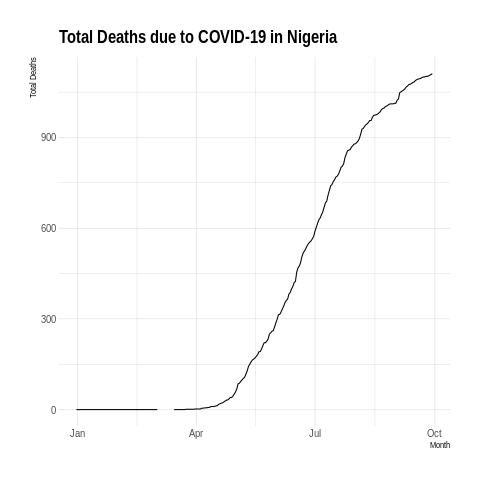 Total Deaths due to COVID-19 in Nigeria
Total Deaths
900
600
300
0
Jan Apr Jul Oct
Month